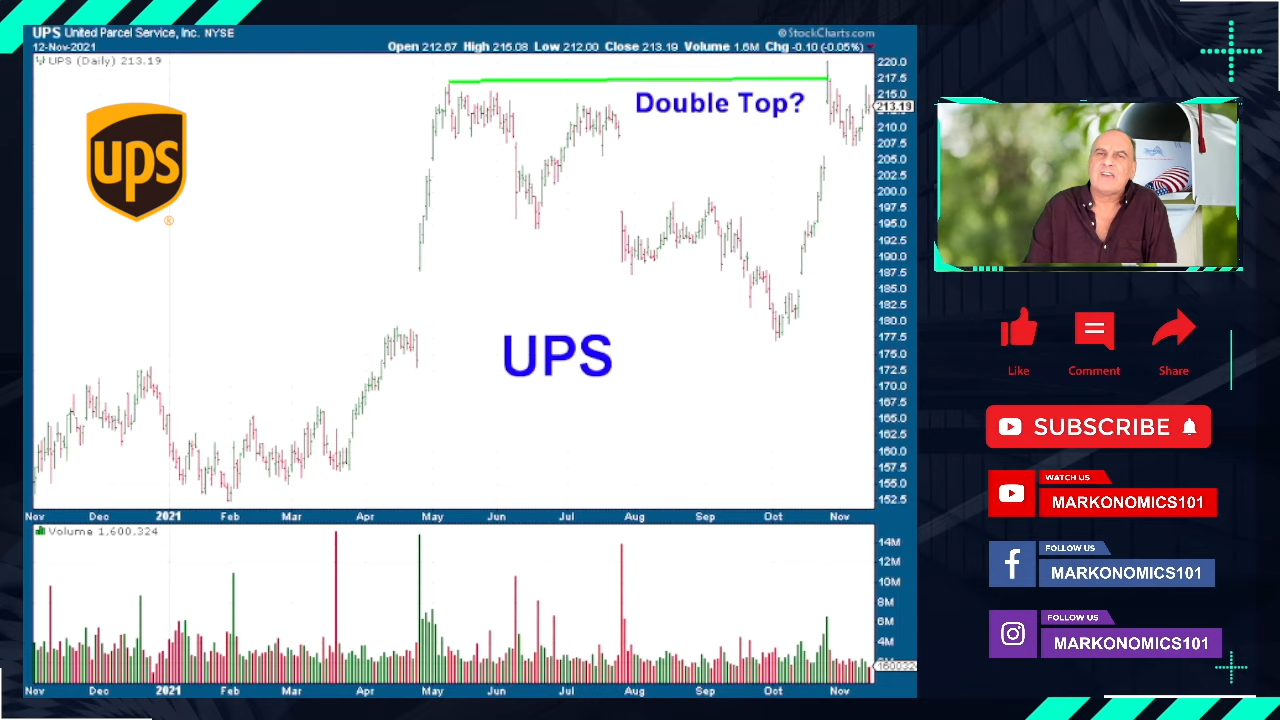 UPS United Parcel Service, Inc. NYSE
© StockCharts.com
12-Nov-2021
Open 212.67 High 215.08 Low 212.00 Close 213.19 Volume 1.6M Chg -0.10 (-0.05%)
UPS (Daily) 213.19
220.0
217.5
215.0
213.19
210.0
207.5
205.0
202.5
200.0
197.5
195.0
192.5
190.0
187.5
185.0
182.5
180.0
177.5
175.0
172.5
170.0
167.5
165.0
162.5
160.0
157.5
155.0
152.5
Double Top?
ups
®
UPS
Nov Dec 2021 Feb Mar Apr May Jun Jul Aug Sep Oct Nov
Volume 1,600,324
14M
12M
10M
8M
6M
4M
1600324
Nov Dec 2021 Feb Mar Apr May Jun Jul Aug Sep Oct Nov
Like
Comment
Share
SUBSCRIBE
WATCH US
MARKONOMICS101
FOLLOW US
MARKONOMICS101
FOLLOW US
MARKONOMICS101